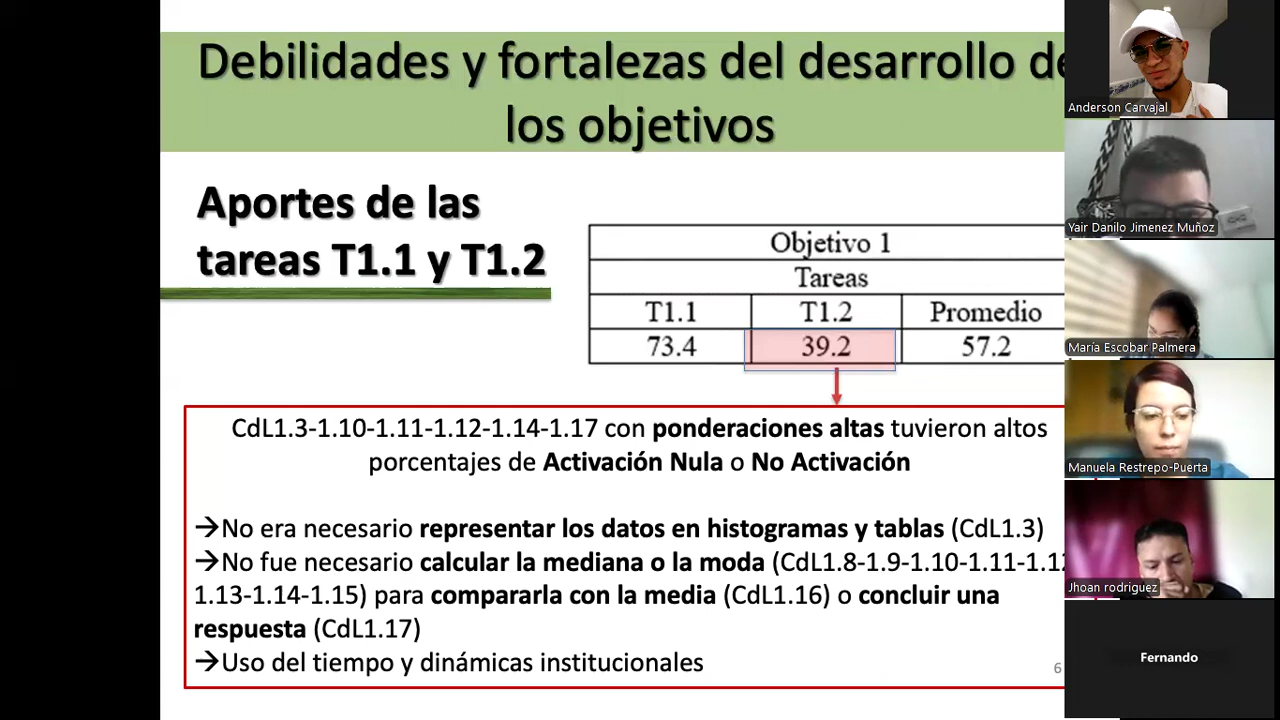 Debilidades y fortalezas del desarrollo de
los objetivos
Aportes de las
tareas T1.1 y T1.2
Objetivo 1
Tareas
T1.1 T1.2 Promedio
73.4 39.2 57.2
CdL1.3-1.10-1.11-1.12-1.14-1.17 con ponderaciones altas tuvieron altos
porcentajes de Activación Nula o No Activación
→No era necesario representar los datos en histogramas y tablas (CdL1.3)
→No fue necesario calcular la mediana o la moda (CdL1.8-1.9-1.10-1.11-1.12
1.13-1.14-1.15) para compararla con la media (CdL1.16) o concluir una
respuesta (CdL1.17)
→Uso del tiempo y dinámicas institucionales
6
Anderson Carvajal
Yair Danilo Jimenez Muñoz
María Escobar Palmera
Manuela Restrepo-Puerta
Jhoan rodriguez
Fernando